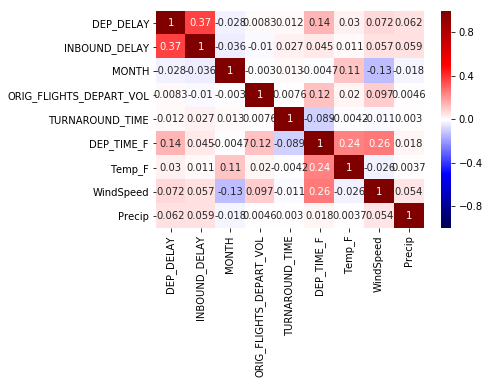 DEP_DELAY 1 0.37 -0.028 0.0083 0.012 0.14 0.03 0.072 0.062 0.8
INBOUND_DELAY 0.37 1 -0.036 -0.01 0.027 0.045 0.011 0.057 0.059
MONTH -0.028 -0.036 1 -0.003 0.013 -0.0047 0.11 -0.13 -0.018 0.4
ORIG_FLIGHTS_DEPART_VOL 0.0083 -0.01 -0.003 1 0.0076 0.12 0.02 0.097 0.0046
TURNAROUND_TIME 0.012 0.027 0.013 0.0076 1 -0.089 -0.0042 -0.011 0.003 0.0
DEP_TIME_F 0.14 0.045 -0.0047 0.12 -0.089 1 0.24 0.26 0.018
Temp_F 0.03 0.011 0.11 0.02 -0.0042 0.24 1 -0.026 0.0037 -0.4
WindSpeed 0.072 0.057 -0.13 0.097 -0.011 0.26 -0.026 1 0.054
Precip 0.062 0.059 -0.018 0.0046 0.003 0.018 0.0037 0.054 1 -0.8
DEP_DELAY
INBOUND_DELAY
MONTH
ORIG_FLIGHTS_DEPART_VOL
TURNAROUND_TIME
DEP_TIME_F
Temp_F
WindSpeed
Precip